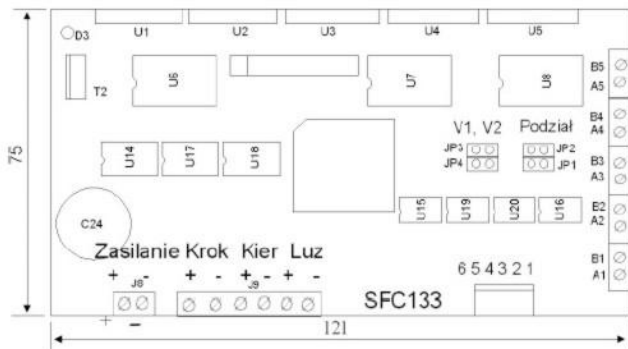 U1 U2 U3 U4 U5
D3
T2
U6 U7 U8
B5
A5
V1, V2 Podział
B4
A4
JP3 JP2
JP4 JP1
U14 U17 U18
B3
A3
75
U15 U19 U20 U16
B2
A2
C24
Zasilanie Krok Kier Luz
+ - + - + - + -
J8 J9
6 5 4 3 2 1
B1
A1
SFC133
+ -
121